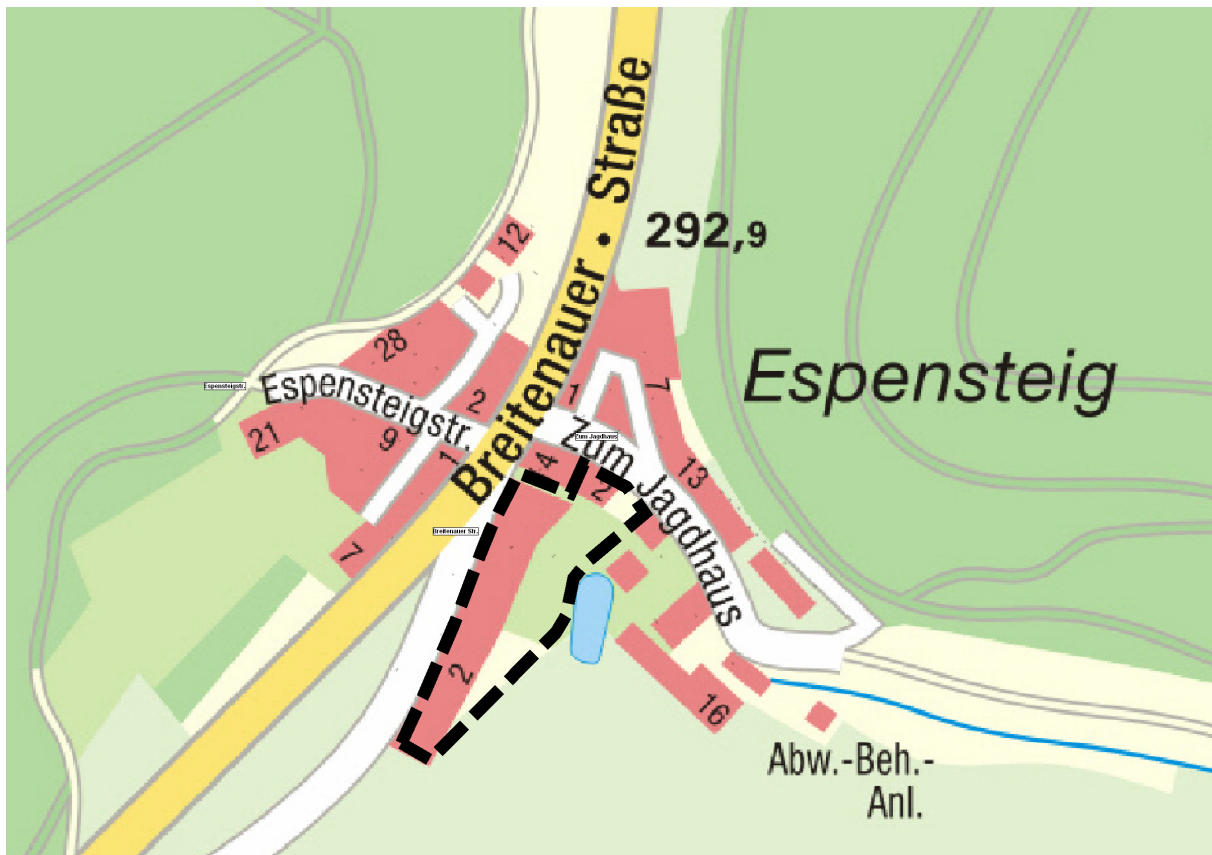 Breitenauer • Straße
292,9
12
28
Espensteig
Espensteigstr.
Espensteigstr.
2
1
7
21
9
1
4
Zum Jagdhaus
Zum Jagdhaus
2
13
Breitenauer Str.
7
2
16
Abw.-Beh.-
Anl.